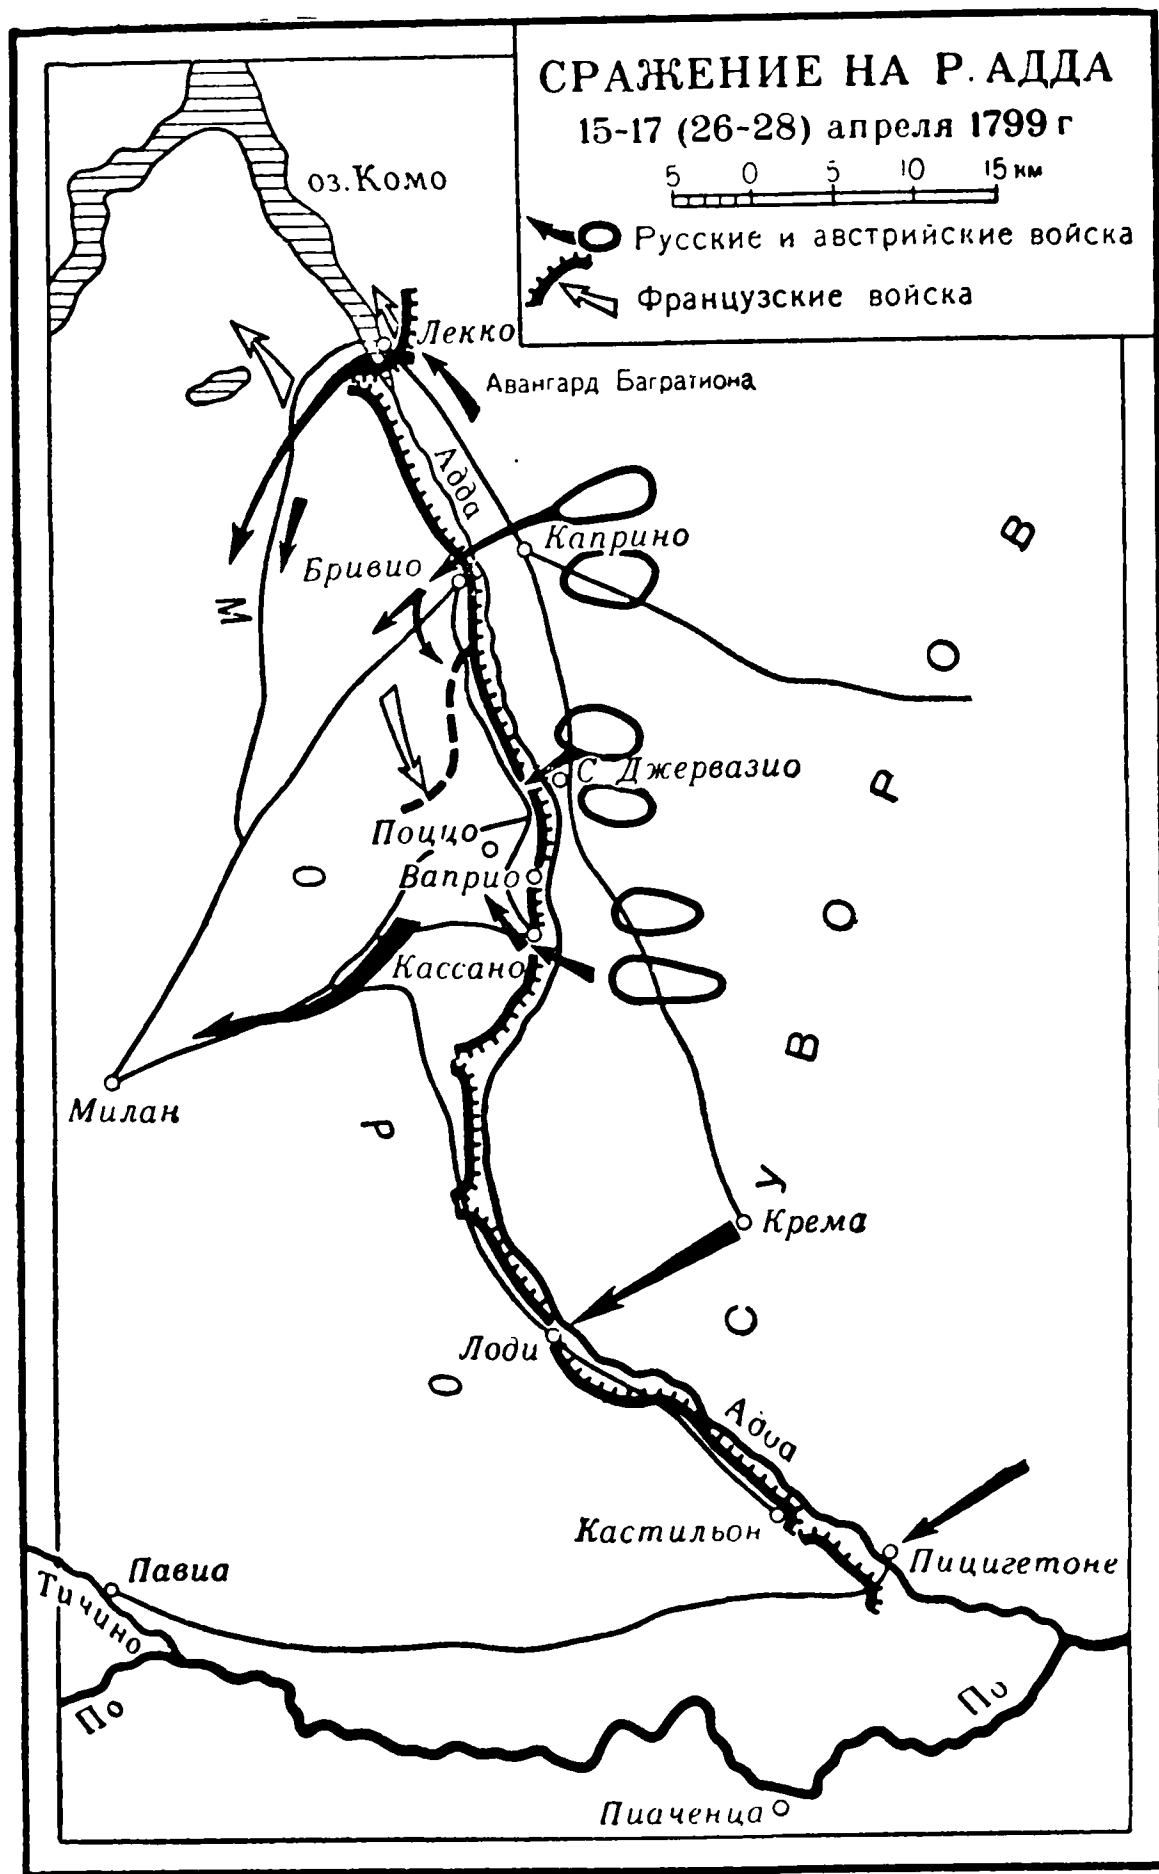 СРАЖЕНИЕ НА Р. АДДА
15-17 (26-28) апреля 1799 г
5 0 5 10 15 км
Русские и австрийские войска
Французские войска
оз. Комо
Лекко
Авангард Багратиона
Адда
Каприно
Бривио
С Джервазио
Поццо
Ваприо
Кассано
Милан
Крема
Лоди
Адда
Кастильон
Пицигетоне
Павиа
Тичино
По
По
Пиаченца
СУВОРОВ
МОРО